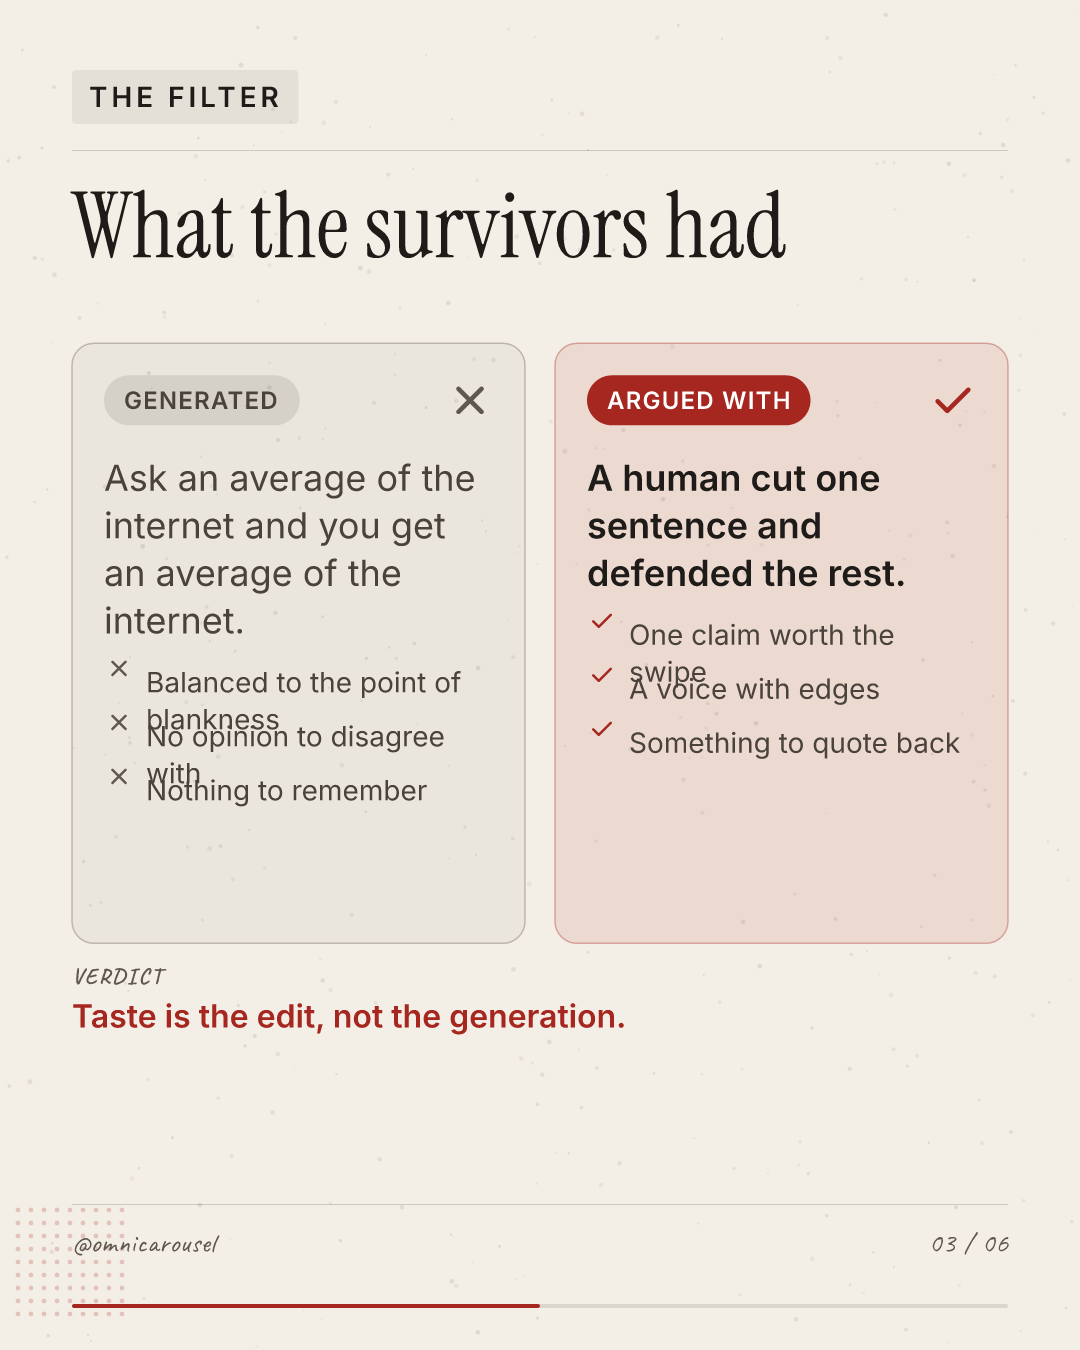 THE FILTER
What the survivors had
GENERATED
Ask an average of the
internet and you get
an average of the
internet.
Balanced to the point of
blankness
No opinion to disagree
with
Nothing to remember
ARGUED WITH
A human cut one
sentence and
defended the rest.
One claim worth the
swipe
A voice with edges
Something to quote back
VERDICT
Taste is the edit, not the generation.
@omnicarousel
03 / 06